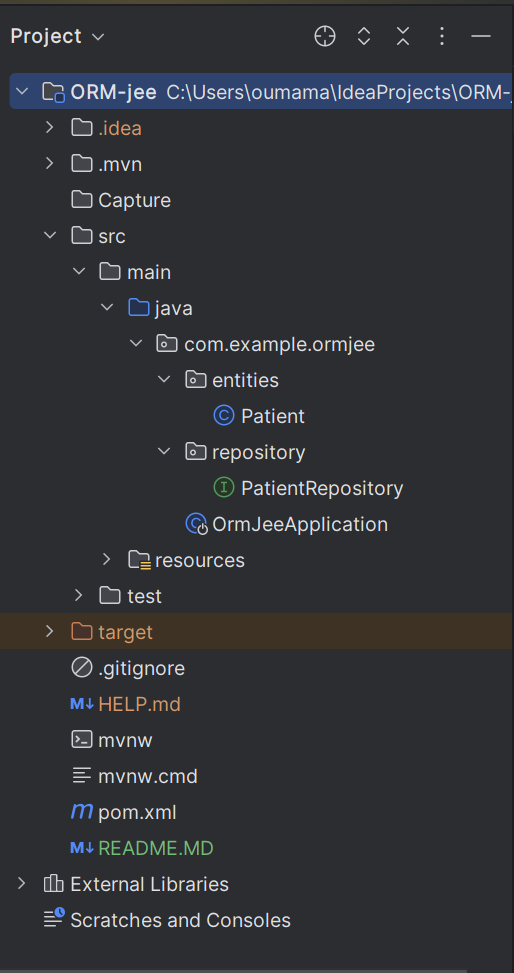 Project
ORM-jee C:\Users\oumama\IdeaProjects\ORM-
.idea
.mvn
Capture
src
main
java
com.example.ormjee
entities
C Patient
repository
I PatientRepository
C OrmJeeApplication
resources
test
target
.gitignore
M↓ HELP.md
mvnw
mvnw.cmd
m pom.xml
M↓ README.MD
External Libraries
Scratches and Consoles